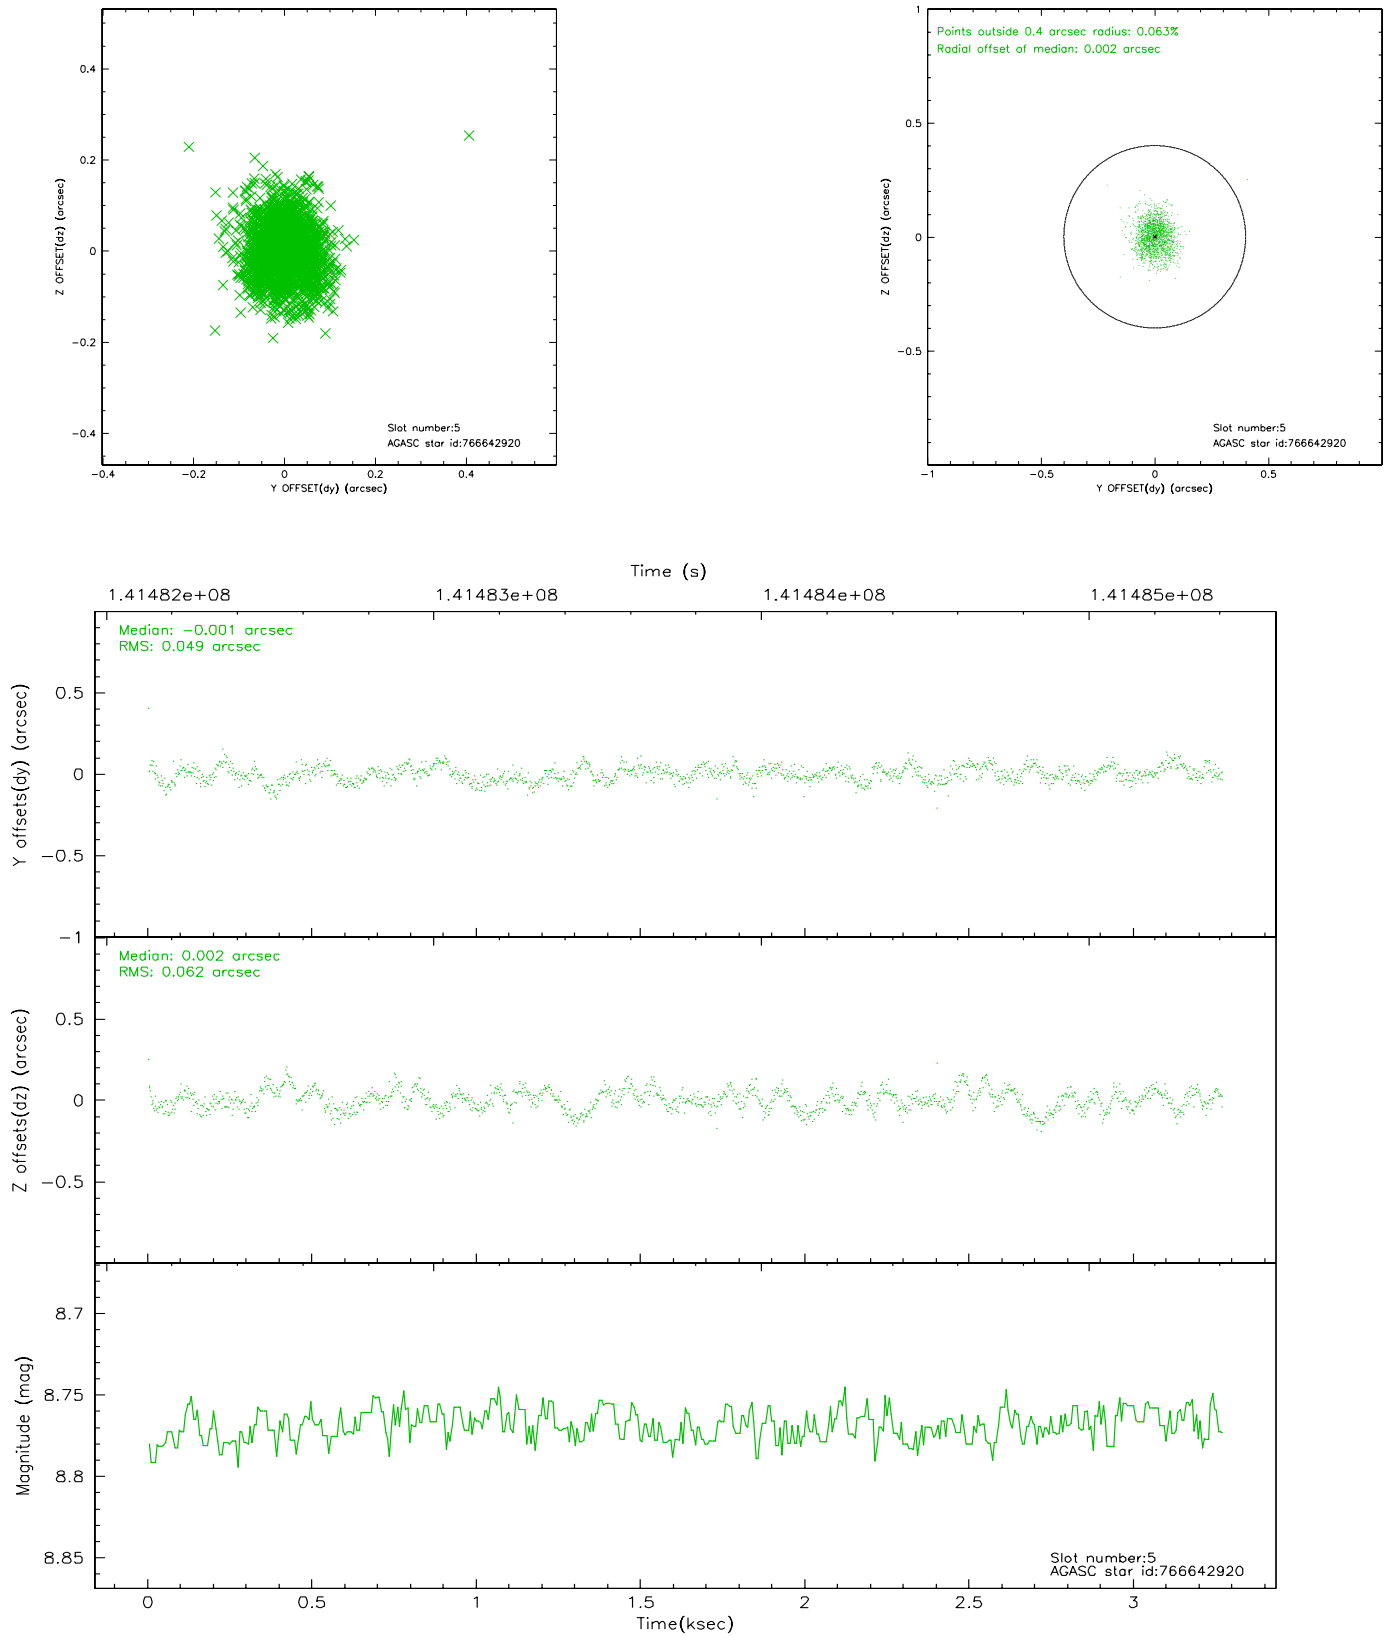 0.4
0.2
0
-0.2
-0.4
-0.4
-0.2
0
0.2
0.4
Z OFFSET(dz) (arcsec)
Y OFFSET(dy) (arcsec)
Slot number:5
AGASC star id:766642920
1
0.5
0
-0.5
-1
-0.5
0
0.5
Z OFFSET(dz) (arcsec)
Y OFFSET(dy) (arcsec)
Points outside 0.4 arcsec radius: 0.063%
Radial offset of median: 0.002 arcsec
Slot number:5
AGASC star id:766642920
Time (s)
1.41482e+08
1.41483e+08
1.41484e+08
1.41485e+08
Median: -0.001 arcsec
RMS: 0.049 arcsec
0.5
0
-0.5
-1
Y offsets(dy) (arcsec)
Median: 0.002 arcsec
RMS: 0.062 arcsec
0.5
0
-0.5
Z offsets(dz) (arcsec)
8.7
8.75
8.8
8.85
Magnitude (mag)
Slot number:5
AGASC star id:766642920
0
0.5
1
1.5
2
2.5
3
Time(ksec)